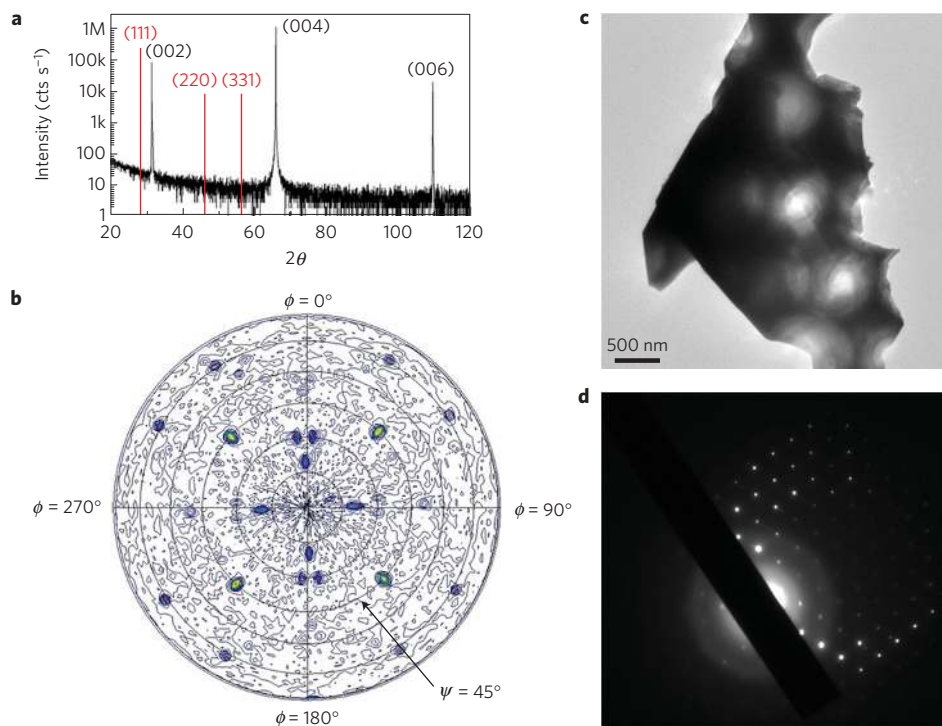 a
1M
100k
10k
1k
100
10
1
Intensity (cts s⁻¹)
(111)
(002)
(220)
(331)
(004)
(006)
20
40
60
80
100
120
2θ
b
ϕ = 0°
ϕ = 270°
ϕ = 90°
ψ = 45°
ϕ = 180°
c
500 nm
d